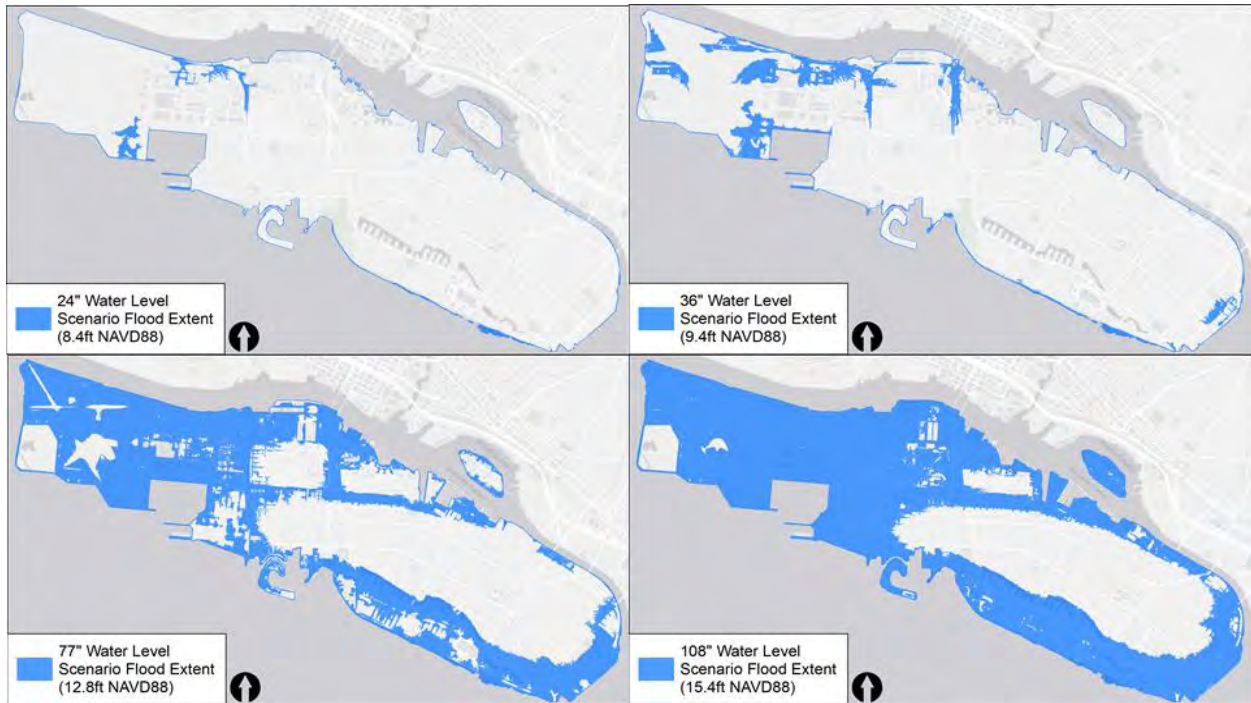 24" Water Level
Scenario Flood Extent
(8.4ft NAVD88)
36" Water Level
Scenario Flood Extent
(9.4ft NAVD88)
77" Water Level
Scenario Flood Extent
(12.8ft NAVD88)
108" Water Level
Scenario Flood Extent
(15.4ft NAVD88)